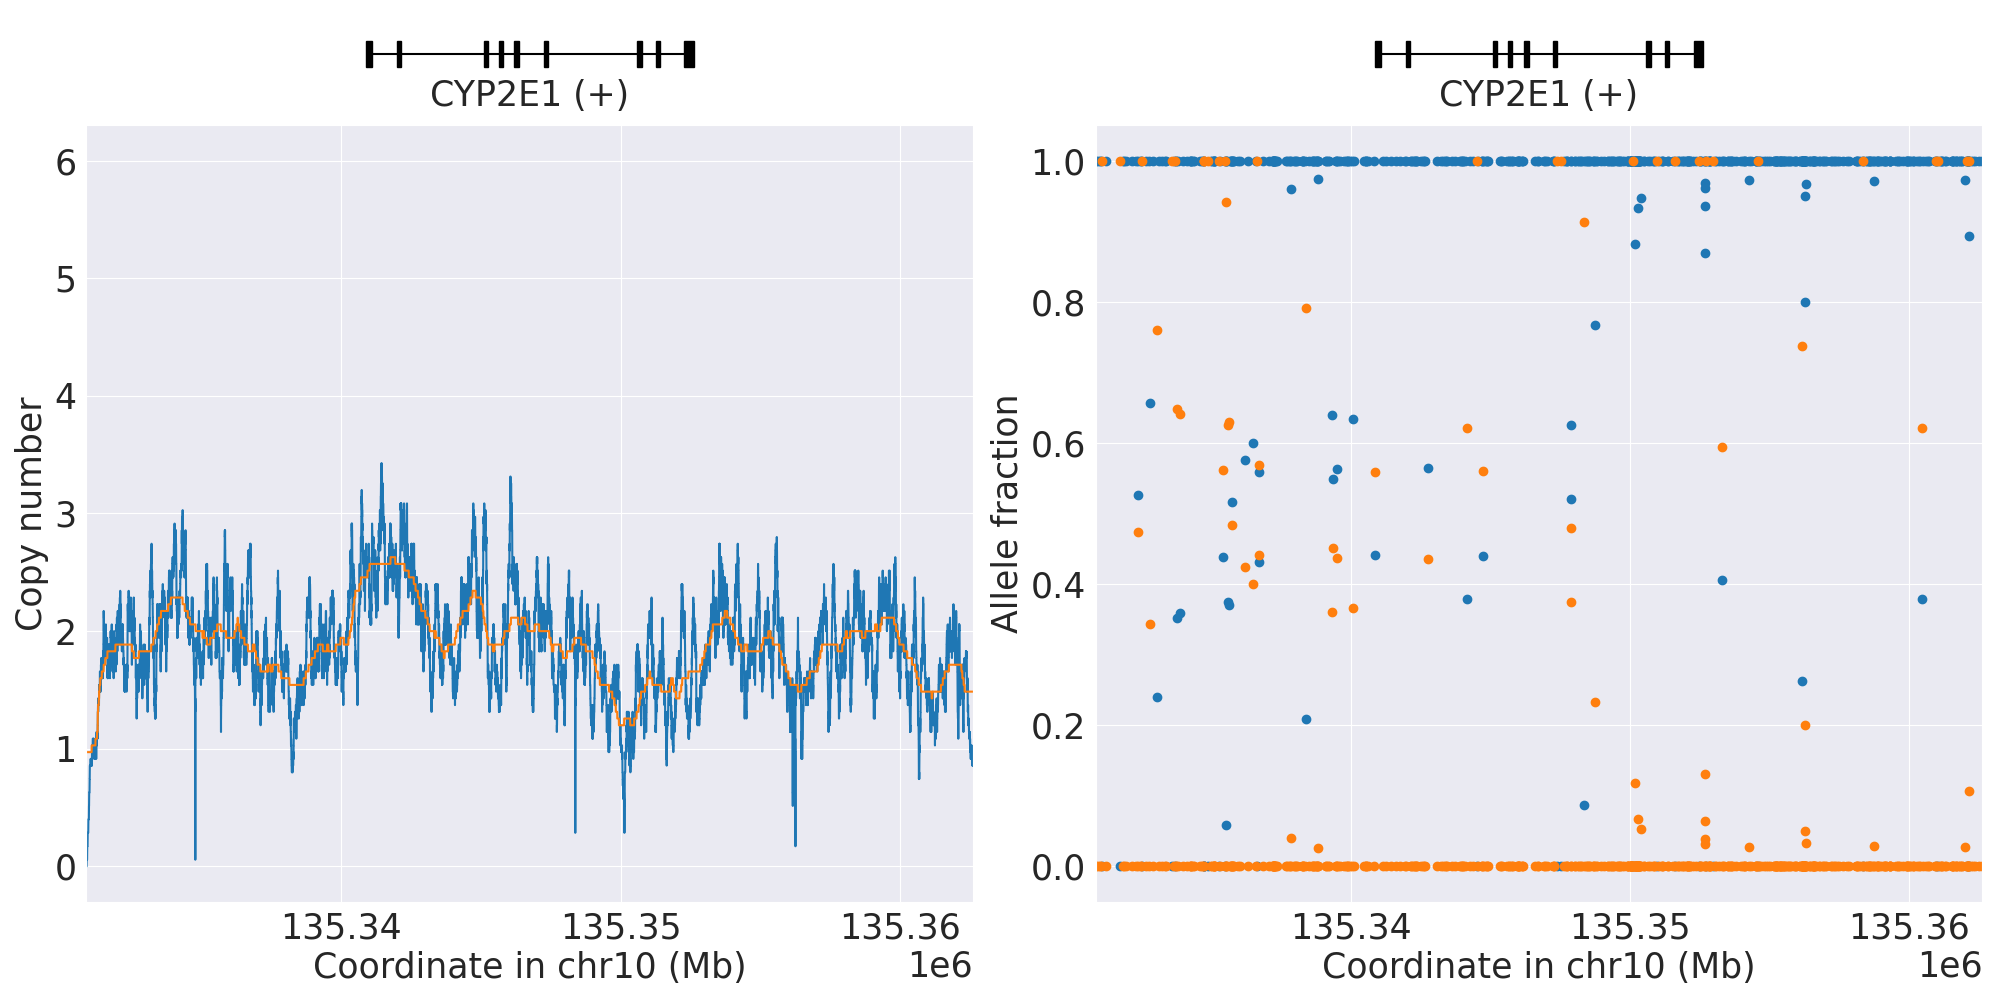 CYP2E1 (+)
6
5
4
3
2
1
0
Copy number
135.34 135.35 135.36
Coordinate in chr10 (Mb)
1e6
CYP2E1 (+)
1.0
0.8
0.6
0.4
0.2
0.0
Allele fraction
135.34 135.35 135.36
Coordinate in chr10 (Mb)
1e6